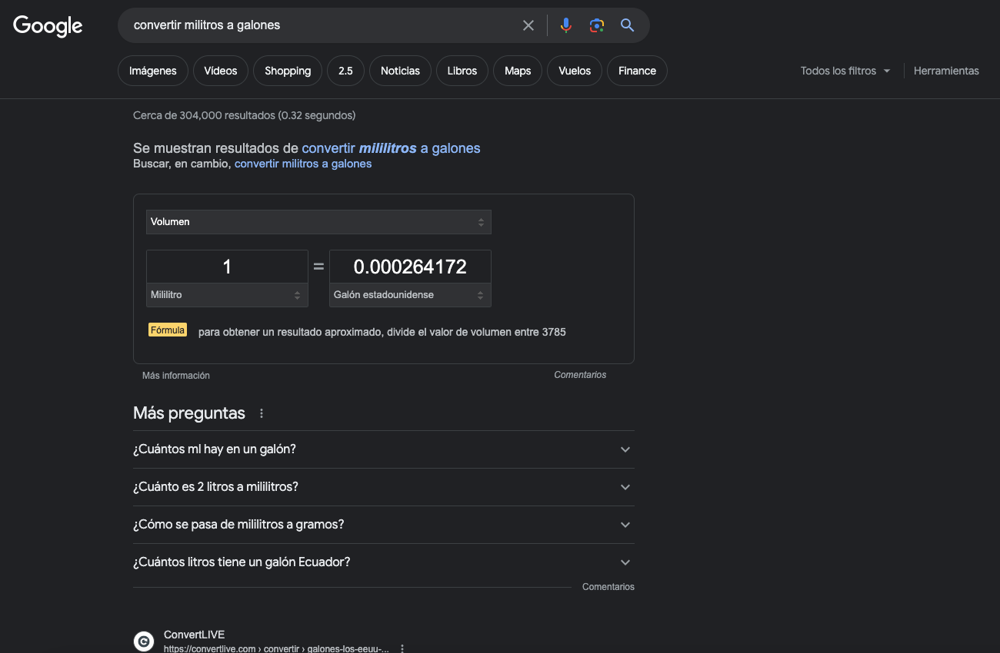 Google
convertir militros a galones
Imágenes
Vídeos
Shopping
2.5
Noticias
Libros
Maps
Vuelos
Finance
Todos los filtros
Herramientas
Cerca de 304,000 resultados (0.32 segundos)
Se muestran resultados de convertir mililitros a galones
Buscar, en cambio, convertir militros a galones
Volumen
1 = 0.000264172
Mililitro
Galón estadounidense
Fórmula para obtener un resultado aproximado, divide el valor de volumen entre 3785
Más información
Comentarios
Más preguntas
¿Cuántos ml hay en un galón?
¿Cuánto es 2 litros a mililitros?
¿Cómo se pasa de mililitros a gramos?
¿Cuántos litros tiene un galón Ecuador?
Comentarios
ConvertLIVE
https://convertlive.com › convertir › galones-los-eeuu-...